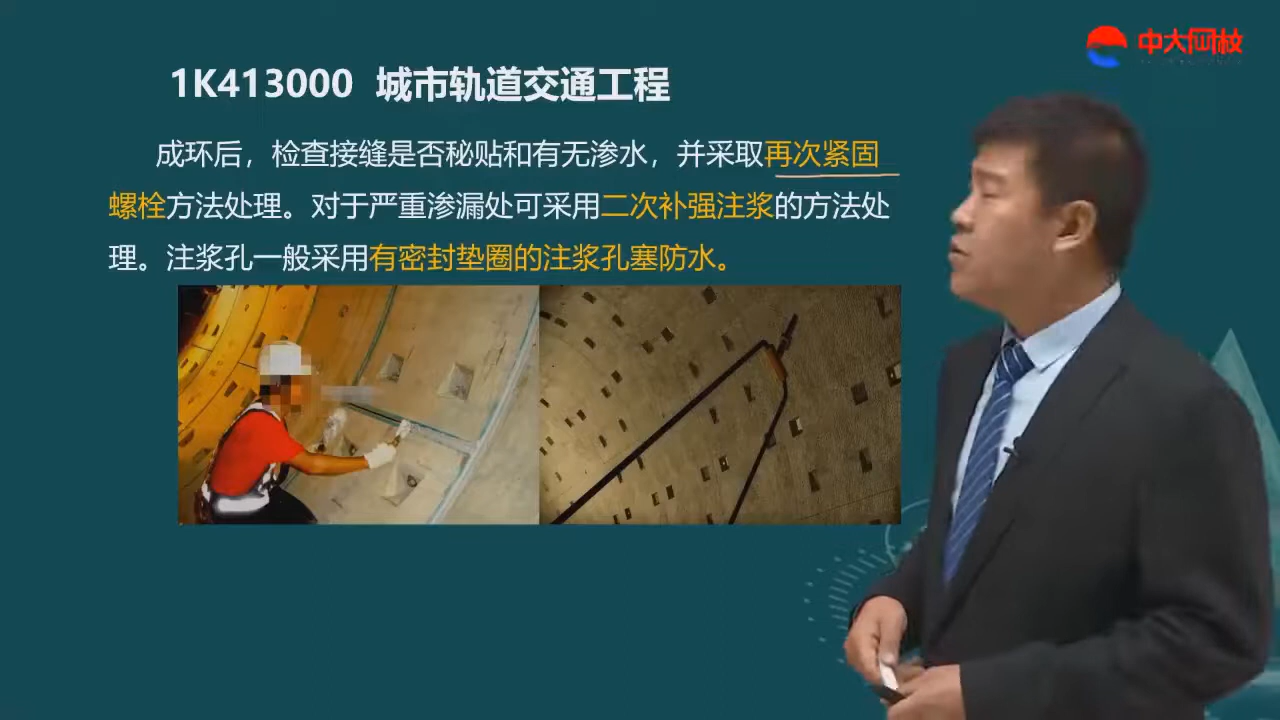 中大网校
1K413000 城市轨道交通工程
成环后，检查接缝是否秘贴和有无渗水，并采取再次紧固
螺栓方法处理。对于严重渗漏处可采用二次补强注浆的方法处
理。注浆孔一般采用有密封垫圈的注浆孔塞防水。